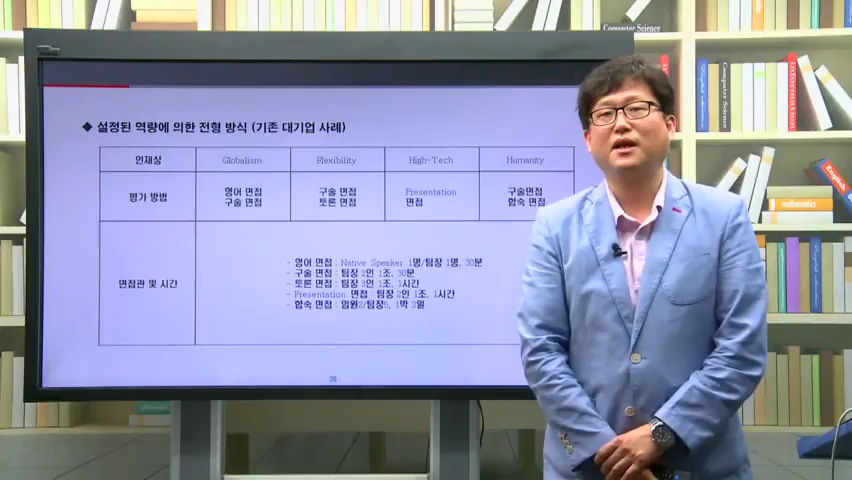 ❖ 설정된 역량에 의한 전형 방식 (기존 대기업 사례)
인재상 Globalism Flexibility High-Tech Humanity
평가 방법 영어 면접 구술 면접 Presentation 구술면접
구술 면접 토론 면접 면접 합숙 면접
면접관 및 시간
- 영어 면접 : Native Speaker 1명/팀장 1명, 30분
- 구술 면접 : 팀장 2인 1조, 30분
- 토론 면접 : 팀장 3인 1조, 1시간
- Presentation 면접 : 팀장 2인 1조, 1시간
- 합숙 면접 : 임원2/팀장5, 1박 2일
29
Computer Science
Computer Science
Information
English